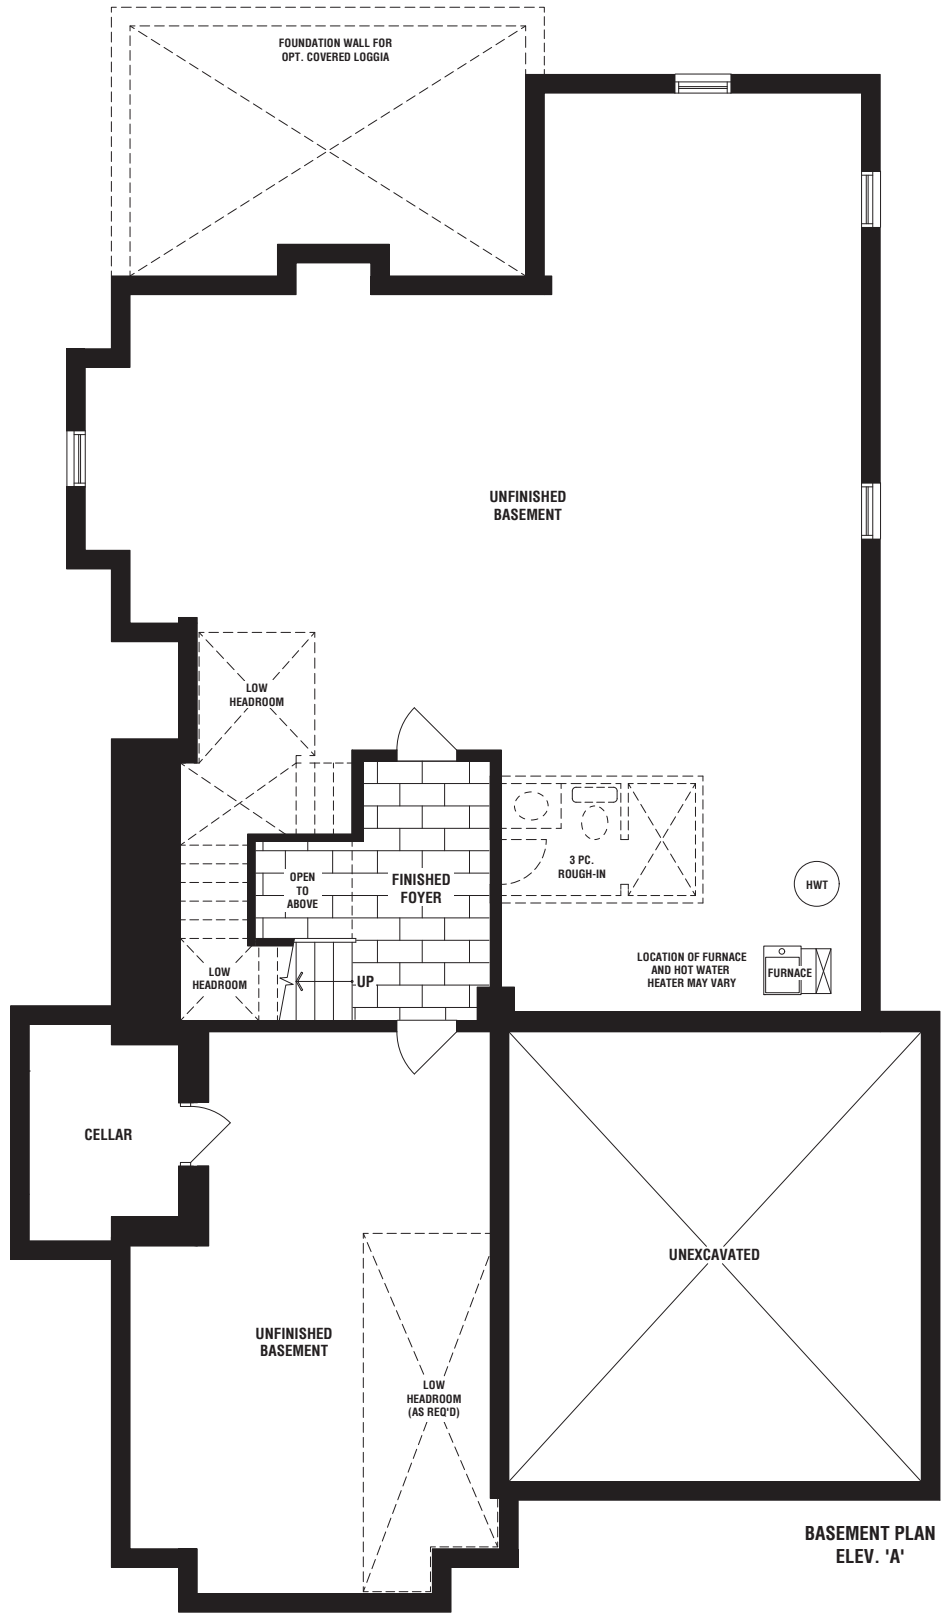 FOUNDATION WALL FOR
OPT. COVERED LOGGIA
UNFINISHED
BASEMENT
LOW
HEADROOM
OPEN
TO
ABOVE
FINISHED
FOYER
3 PC.
ROUGH-IN
HWT
LOW
HEADROOM
UP
LOCATION OF FURNACE
AND HOT WATER
HEATER MAY VARY
FURNACE
CELLAR
UNEXCAVATED
UNFINISHED
BASEMENT
LOW
HEADROOM
(AS REQ'D)
BASEMENT PLAN
ELEV. 'A'